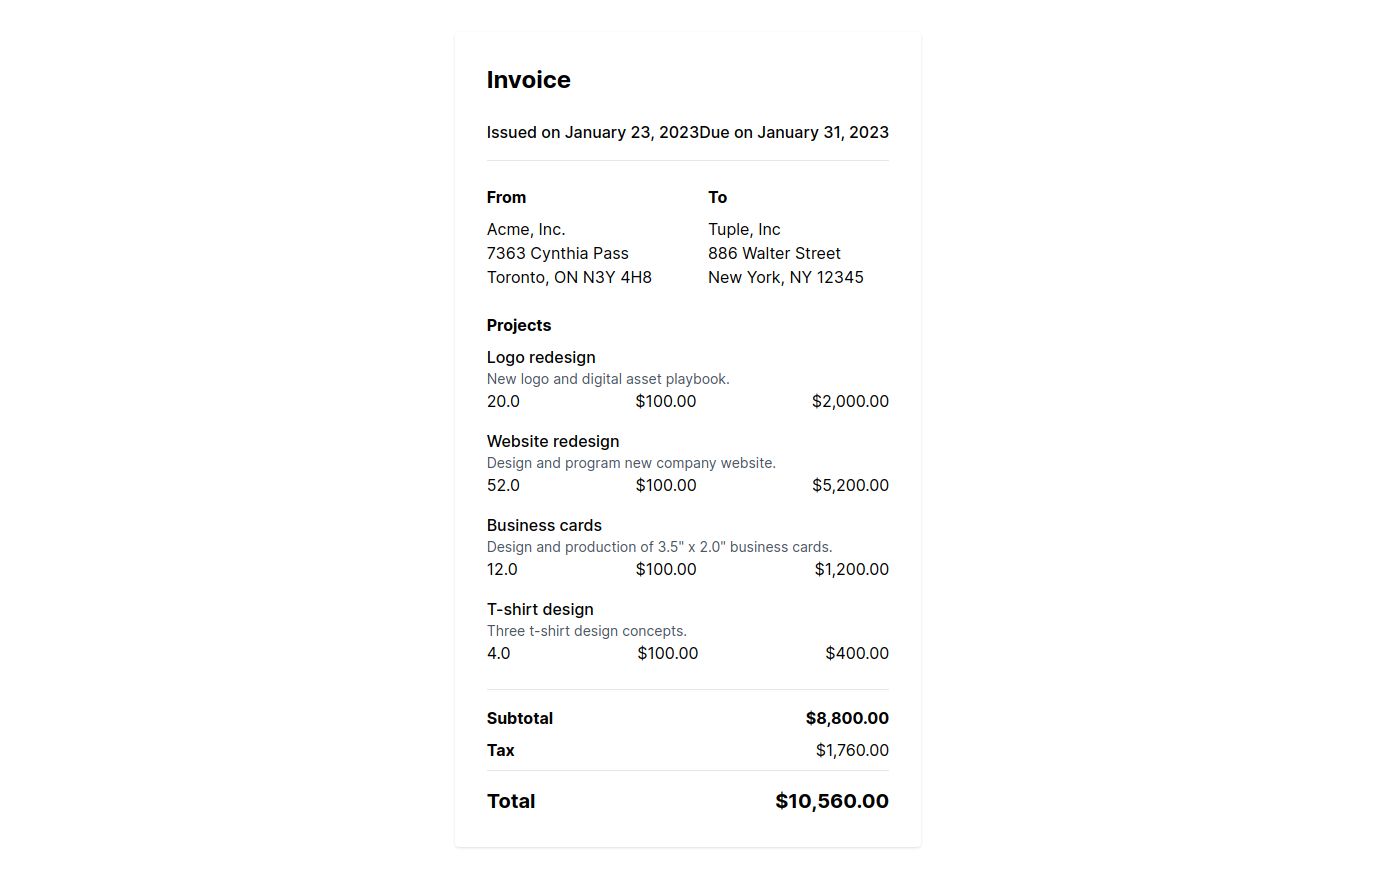 Invoice
Issued on January 23, 2023 Due on January 31, 2023
From To
Acme, Inc. Tuple, Inc
7363 Cynthia Pass 886 Walter Street
Toronto, ON N3Y 4H8 New York, NY 12345
Projects
Logo redesign
New logo and digital asset playbook.
20.0 $100.00 $2,000.00
Website redesign
Design and program new company website.
52.0 $100.00 $5,200.00
Business cards
Design and production of 3.5" x 2.0" business cards.
12.0 $100.00 $1,200.00
T-shirt design
Three t-shirt design concepts.
4.0 $100.00 $400.00
Subtotal $8,800.00
Tax $1,760.00
Total $10,560.00